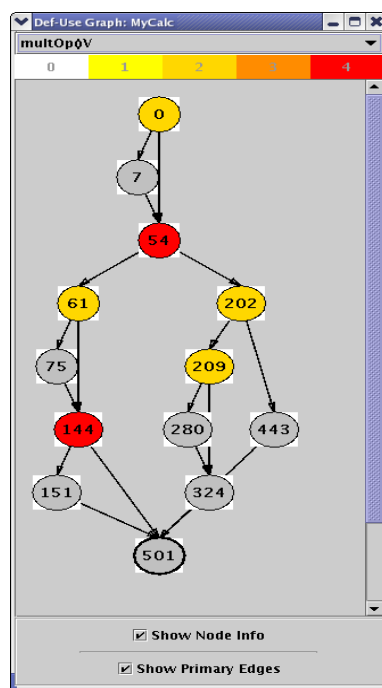 Def-Use Graph: MyCalc
multOp()V
0 1 2 3 4
0
7
54
61 202
75 209
144 280 443
151 324
501
Show Node Info
Show Primary Edges